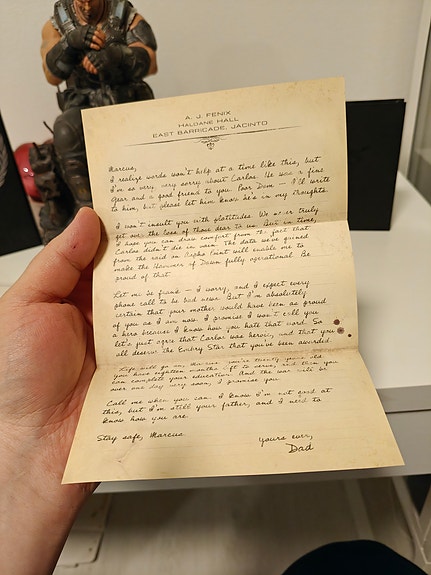 A. J. FENIX
HALDANE HALL
EAST BARRICADE, JACINTO
Marcus,
I realize words won't help at a time like this, but
I'm so very, very sorry about Carlos. He was a fine
Gear and a good friend to you. Poor Dom — I'll write
to him, but please let him know he's in my thoughts.
I won't insult you with platitudes. We never truly
get over the loss of those dear to us. But in time,
I hope you can draw comfort from the fact that
Carlos didn't die in vain. The data we've gained
from the raid on Aspho Point will enable me to
make the Hammer of Dawn fully operational. Be
proud of that.
Let me be frank — I worry, and I expect every
phone call to be bad news. But I'm absolutely
certain that your mother would have been as proud
of you as I am now. I promise I won't call you
a hero because I know how you hate that word. So
let's just agree that Carlos was heroic, and that you
all deserve the Embry Star that you've been awarded.
Life will go on, Marcus. You're twenty years old
you have eighteen months left to serve, and then you
can complete your education. And the war will be
over one day very soon, I promise you.
Call me when you can. I know I'm not good at
this, but I'm still your father, and I need to
know how you are.
Stay safe, Marcus.
Yours ever,
Dad